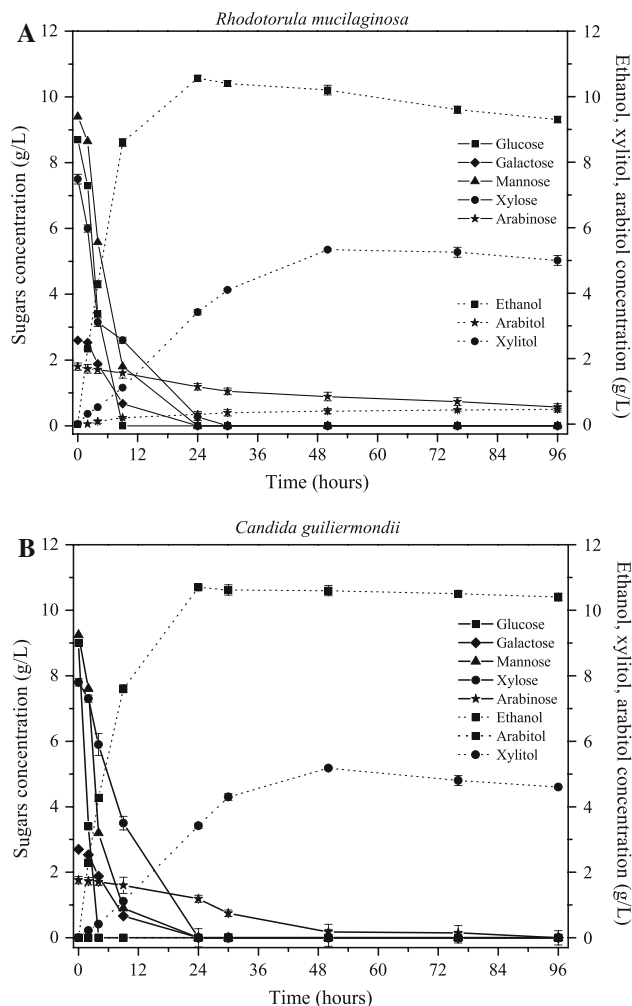 A
Rhodotorula mucilaginosa
12
10
8
6
4
2
0
Sugars concentration (g/L)
12
10
8
6
4
2
0
Ethanol, xylitol, arabitol concentration (g/L)
Glucose
Galactose
Mannose
Xylose
Arabinose
Ethanol
Arabitol
Xylitol
0 12 24 36 48 60 72 84 96
Time (hours)
B
Candida guiliermondii
12
10
8
6
4
2
0
Sugars concentration (g/L)
12
10
8
6
4
2
0
Ethanol, xylitol, arabitol concentration (g/L)
Glucose
Galactose
Mannose
Xylose
Arabinose
Ethanol
Arabitol
Xylitol
0 12 24 36 48 60 72 84 96
Time (hours)